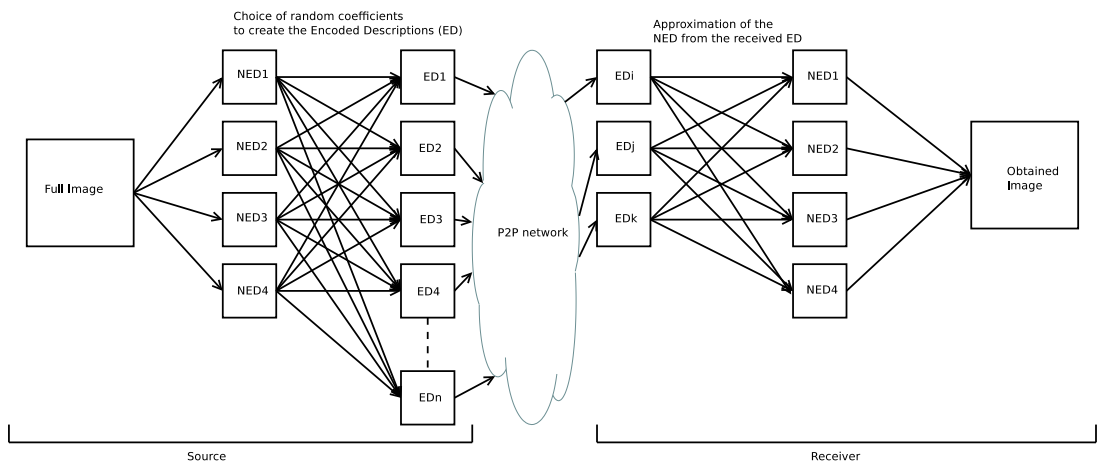 Choice of random coefficients
to create the Encoded Descriptions (ED)
Approximation of the
NED from the received ED
Full Image
NED1
NED2
NED3
NED4
ED1
ED2
ED3
ED4
EDn
P2P network
EDi
EDj
EDk
NED1
NED2
NED3
NED4
Obtained
Image
Source
Receiver